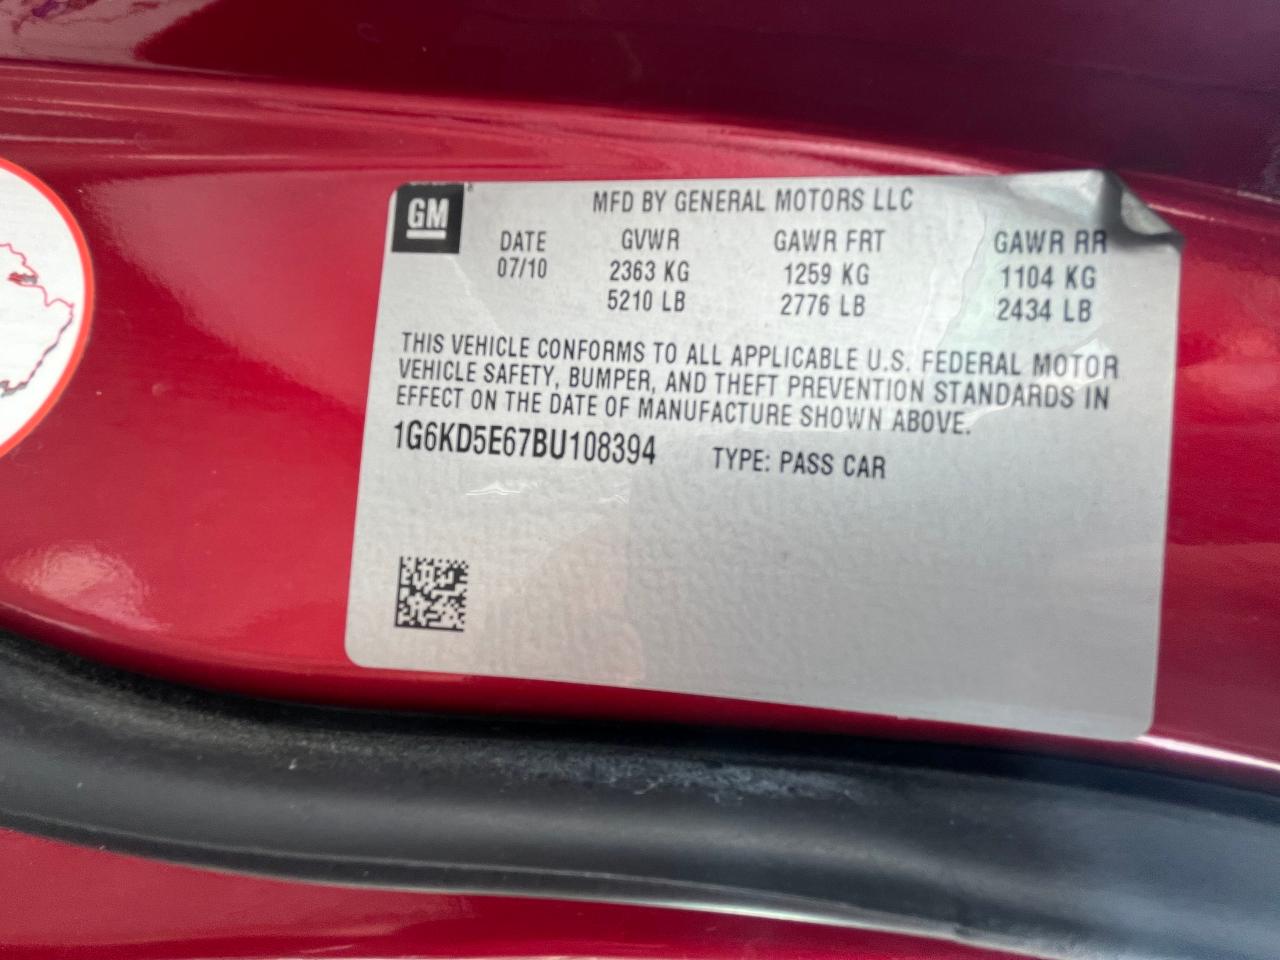 GM
MFD BY GENERAL MOTORS LLC
DATE GVWR GAWR FRT GAWR RR
07/10 2363 KG 1259 KG 1104 KG
5210 LB 2776 LB 2434 LB
THIS VEHICLE CONFORMS TO ALL APPLICABLE U.S. FEDERAL MOTOR
VEHICLE SAFETY, BUMPER, AND THEFT PREVENTION STANDARDS IN
EFFECT ON THE DATE OF MANUFACTURE SHOWN ABOVE.
1G6KD5E67BU108394 TYPE: PASS CAR